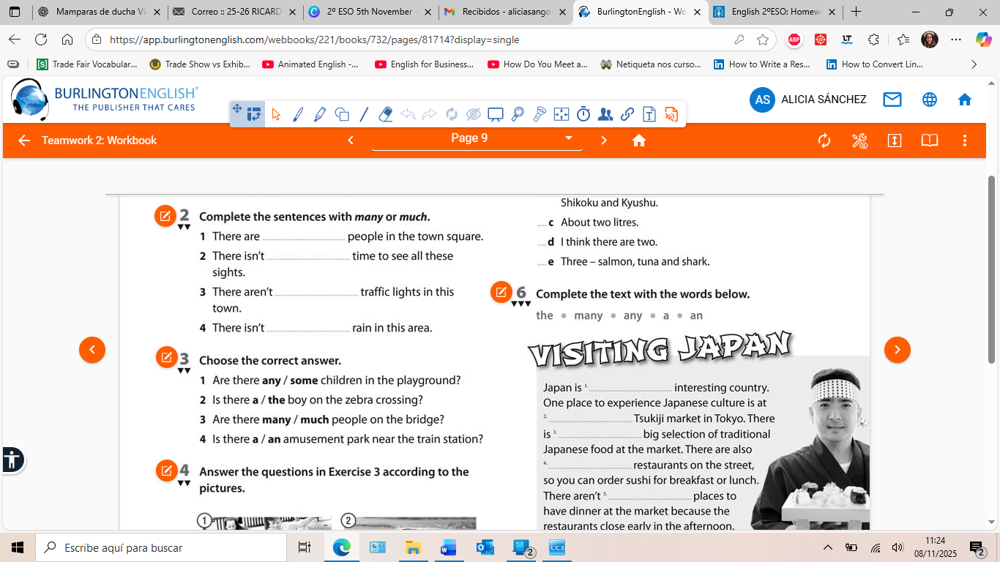 Mamparas de ducha Vi
Correo :: 25-26 RICARD
2º ESO 5th November -
Recibidos - aliciasango
BurlingtonEnglish - Wo
English 2ºESO: Homew
https://app.burlingtonenglish.com/webbooks/221/books/732/pages/81714?display=single
ABP
LT
Trade Fair Vocabular...
Trade Show vs Exhib...
Animated English -...
English for Business...
How Do You Meet a...
Netiqueta nos curso...
How to Write a Res...
How to Convert Lin...
BURLINGTONENGLISH®
THE PUBLISHER THAT CARES
AS ALICIA SÁNCHEZ
Teamwork 2: Workbook
Page 9
2 Complete the sentences with many or much.
1 There are ........ people in the town square.
2 There isn't ........ time to see all these
sights.
3 There aren't ........ traffic lights in this
town.
4 There isn't ........ rain in this area.
3 Choose the correct answer.
1 Are there any / some children in the playground?
2 Is there a / the boy on the zebra crossing?
3 Are there many / much people on the bridge?
4 Is there a / an amusement park near the train station?
4 Answer the questions in Exercise 3 according to the
pictures.
1
2
Shikoku and Kyushu.
..... c About two litres.
..... d I think there are two.
..... e Three – salmon, tuna and shark.
6 Complete the text with the words below.
the • many • any • a • an
VISITING JAPAN
Japan is 1. ........ interesting country.
One place to experience Japanese culture is at
2. ........ Tsukiji market in Tokyo. There
is 3. ........ big selection of traditional
Japanese food at the market. There are also
4. ........ restaurants on the street,
so you can order sushi for breakfast or lunch.
There aren't 5. ........ places to
have dinner at the market because the
restaurants close early in the afternoon.
Escribe aquí para buscar
2
CC3
11:24
08/11/2025
2